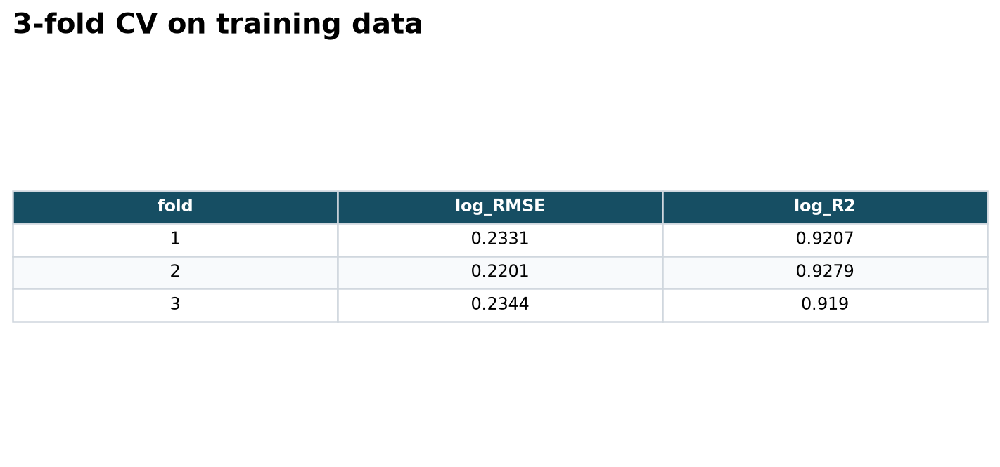 3-fold CV on training data
fold log_RMSE log_R2
1 0.2331 0.9207
2 0.2201 0.9279
3 0.2344 0.919